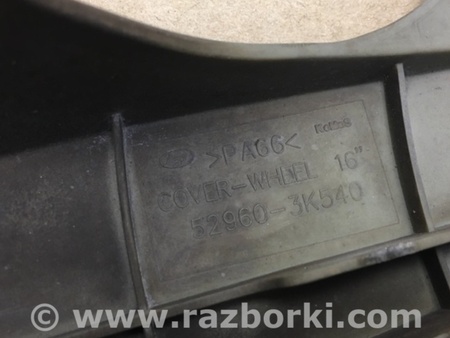 >PA66<
COVER-WHEEL 16"
52960-3K540
© www.razborki.com